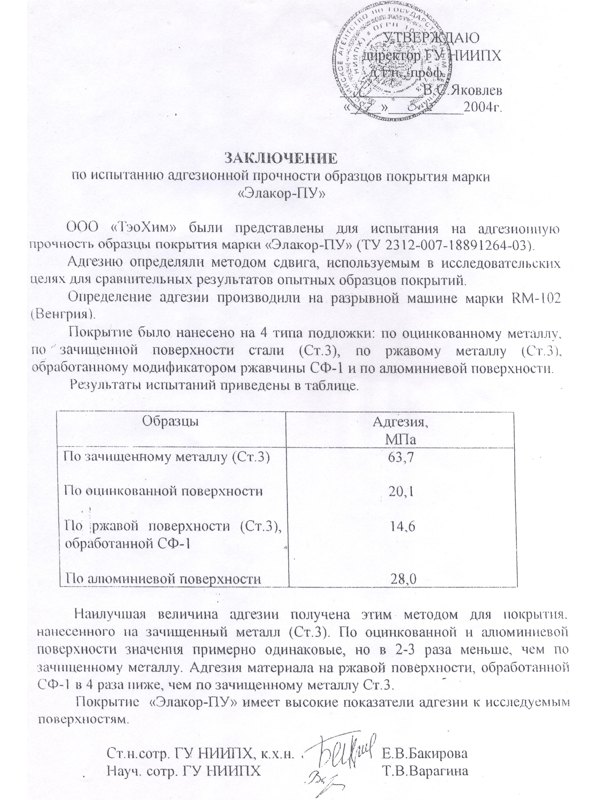 УТВЕРЖДАЮ
директор ГУ НИИПХ
д.т.н., проф.
В.С.Яковлев
« » 2004г.
ЗАКЛЮЧЕНИЕ
по испытанию адгезионной прочности образцов покрытия марки
«Элакор-ПУ»
ООО «ТэоХим» были представлены для испытания на адгезионную
прочность образцы покрытия марки «Элакор-ПУ» (ТУ 2312-007-18891264-03).
Адгезию определяли методом сдвига, используемым в исследовательских
целях для сравнительных результатов опытных образцов покрытий.
Определение адгезии производили на разрывной машине марки RM-102
(Венгрия).
Покрытие было нанесено на 4 типа подложки: по оцинкованному металлу,
по зачищенной поверхности стали (Ст.3), по ржавому металлу (Ст.3),
обработанному модификатором ржавчины СФ-1 и по алюминиевой поверхности.
Результаты испытаний приведены в таблице.
Образцы Адгезия,
МПа
По зачищенному металлу (Ст.3) 63,7
По оцинкованной поверхности 20,1
По ржавой поверхности (Ст.3), 14,6
обработанной СФ-1
По алюминиевой поверхности 28,0
Наилучшая величина адгезии получена этим методом для покрытия,
нанесенного на зачищенный металл (Ст.3). По оцинкованной и алюминиевой
поверхности значения примерно одинаковые, но в 2-3 раза меньше, чем по
зачищенному металлу. Адгезия материала на ржавой поверхности, обработанной
СФ-1 в 4 раза ниже, чем по зачищенному металлу Ст.3.
Покрытие «Элакор-ПУ» имеет высокие показатели адгезии к исследуемым
поверхностям.
Ст.н.сотр. ГУ НИИПХ, к.х.н. Е.В.Бакирова
Науч. сотр. ГУ НИИПХ Т.В.Варагина